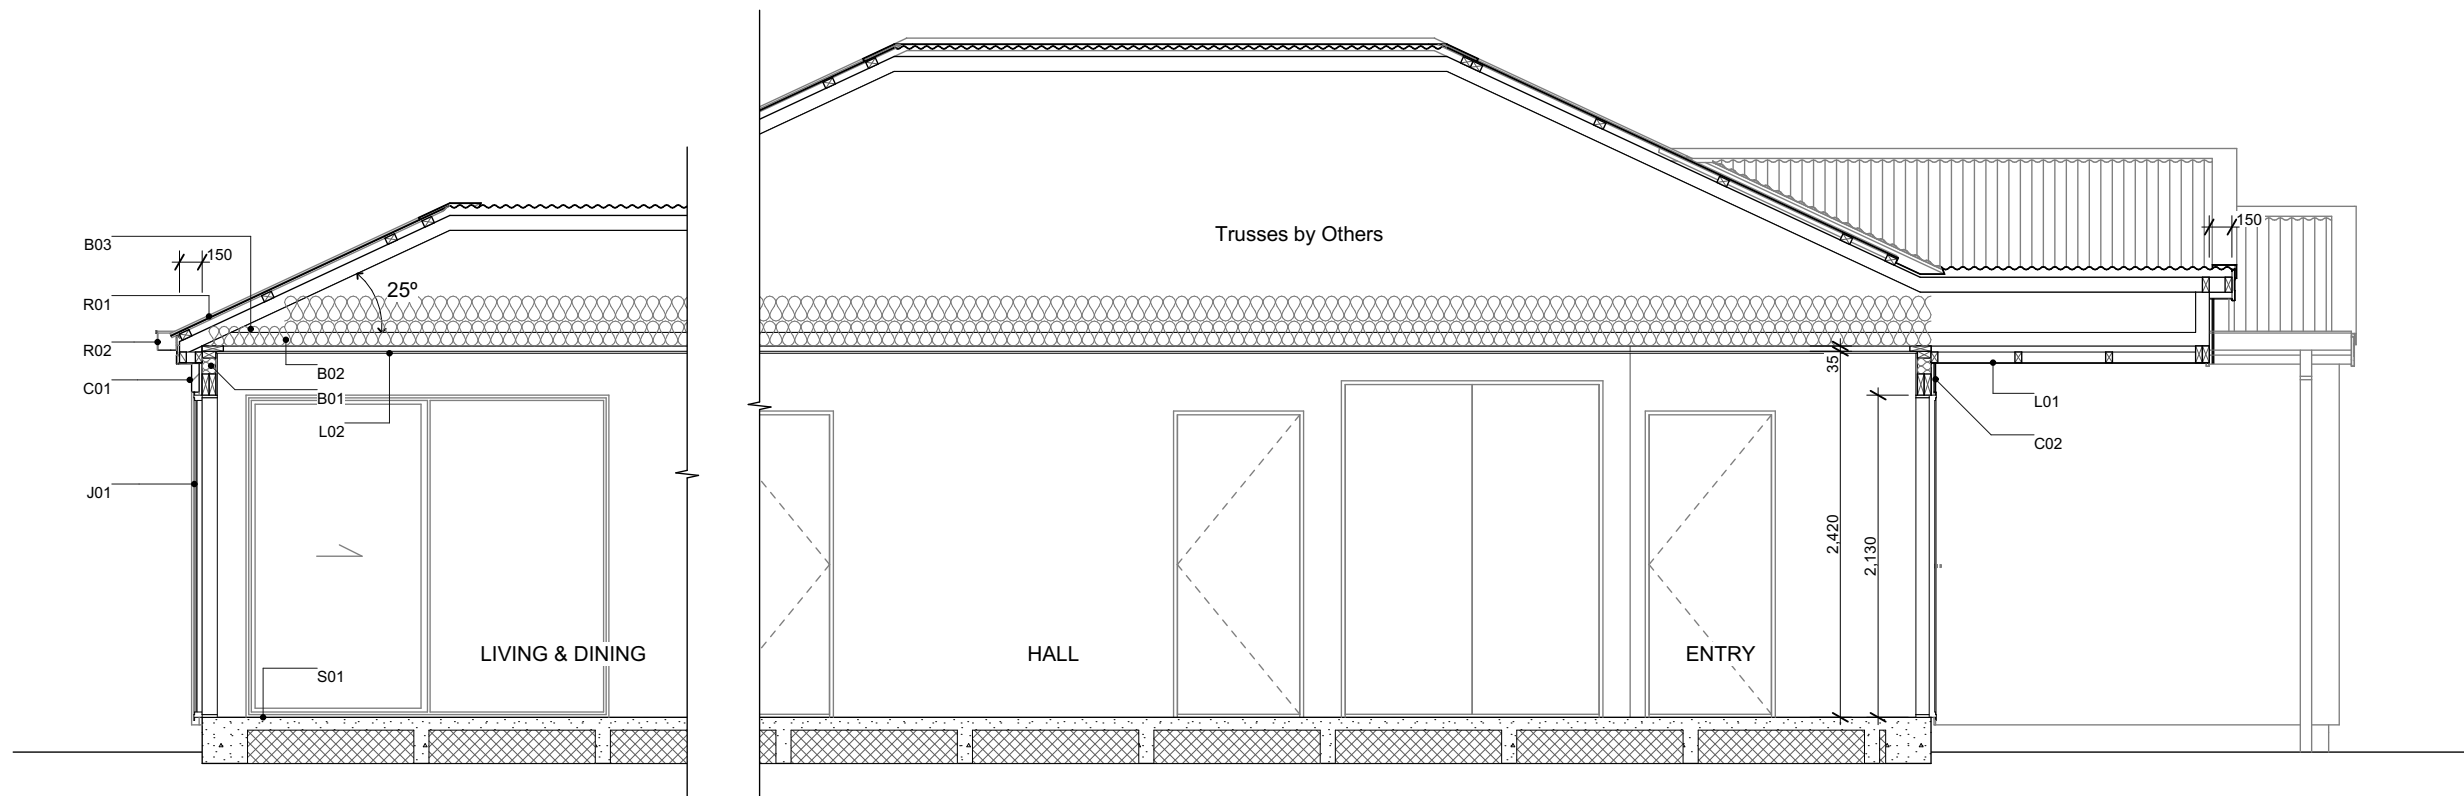 Trusses by Others
B03
150
150
R01
25º
R02
B02
35
C01
B01
L01
L02
C02
J01
2,420
2,130
LIVING & DINING
HALL
ENTRY
S01